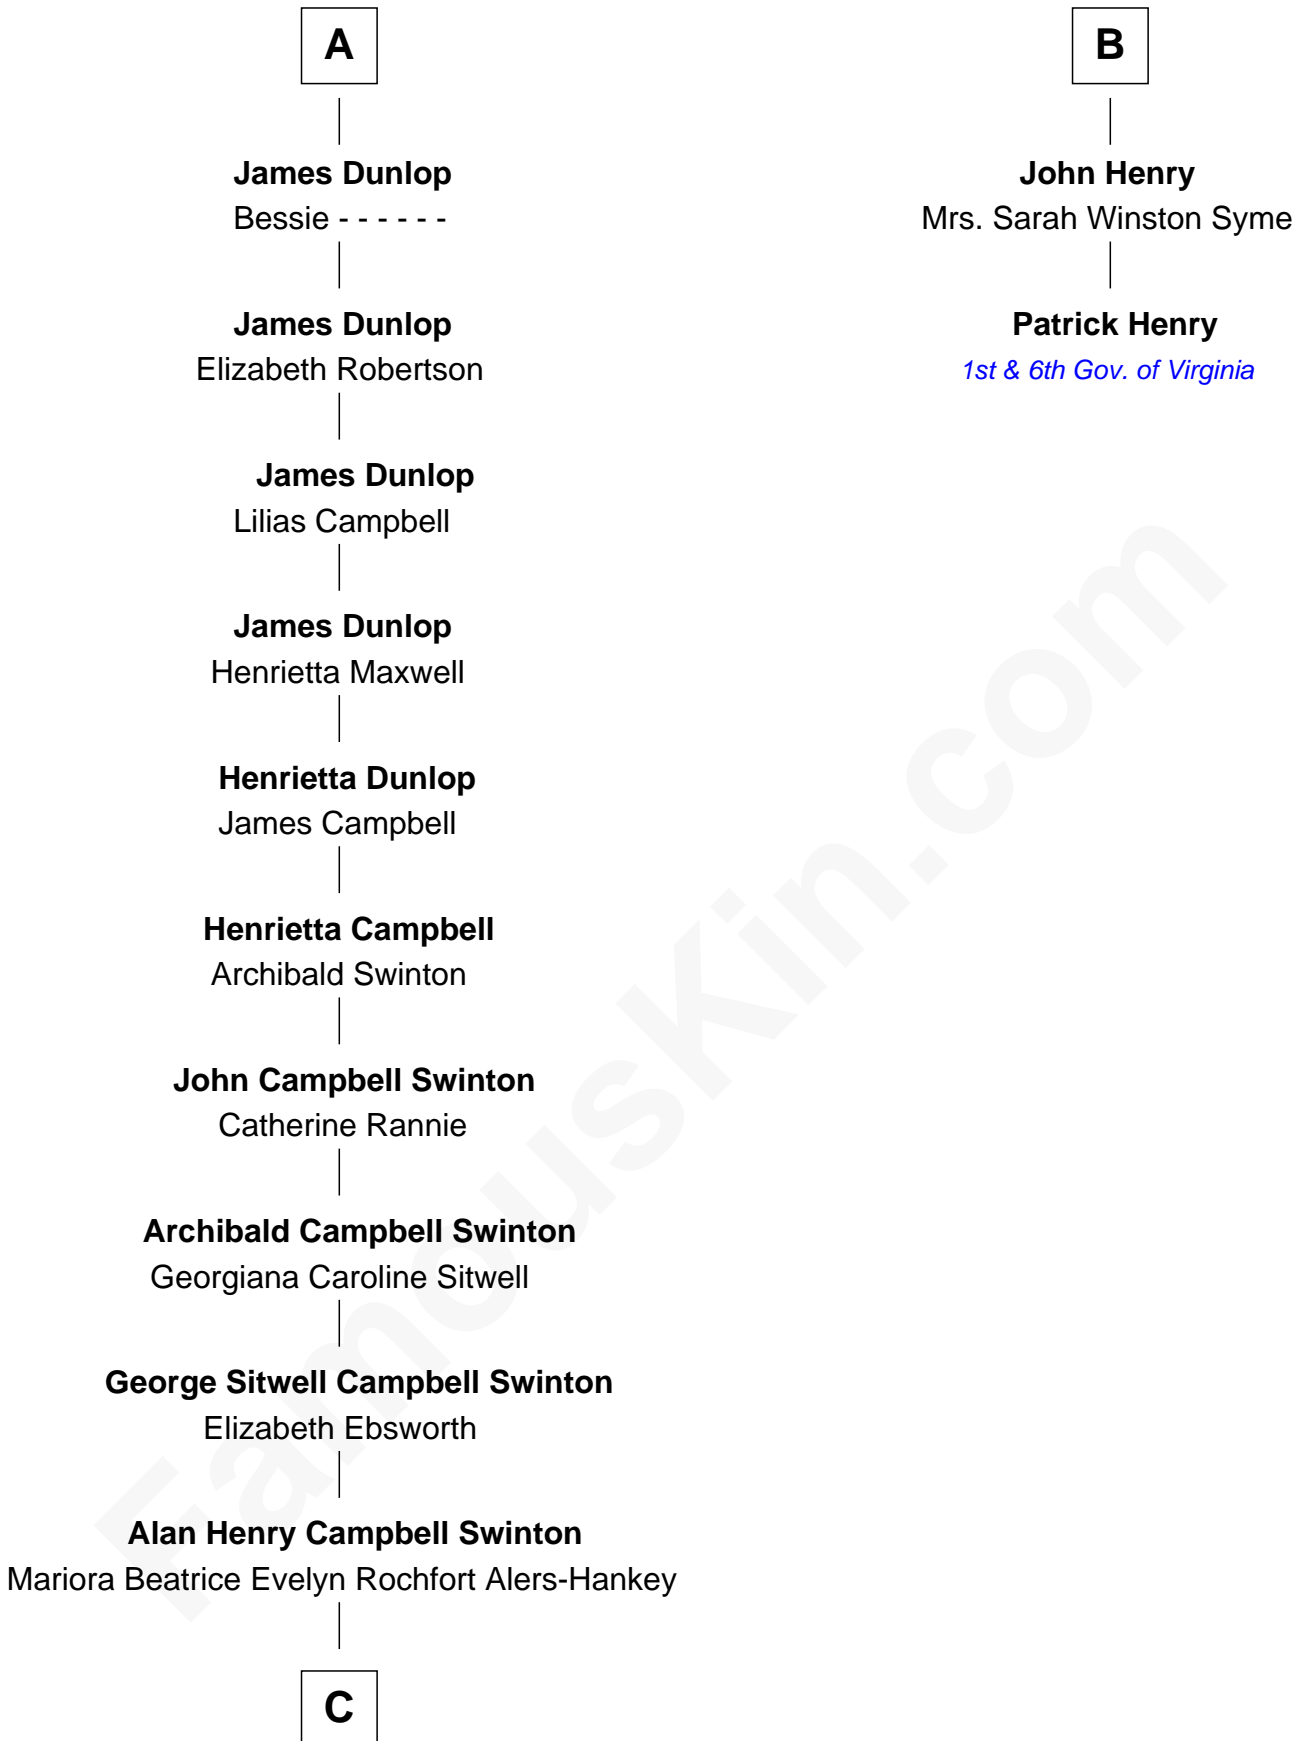 A
James Dunlop
Bessie - - - - - -
James Dunlop
Elizabeth Robertson
James Dunlop
Lilias Campbell
James Dunlop
Henrietta Maxwell
Henrietta Dunlop
James Campbell
Henrietta Campbell
Archibald Swinton
John Campbell Swinton
Catherine Rannie
Archibald Campbell Swinton
Georgiana Caroline Sitwell
George Sitwell Campbell Swinton
Elizabeth Ebsworth
Alan Henry Campbell Swinton
Mariora Beatrice Evelyn Rochfort Alers-Hankey
C
B
John Henry
Mrs. Sarah Winston Syme
Patrick Henry
1st & 6th Gov. of Virginia
FamousKin.com